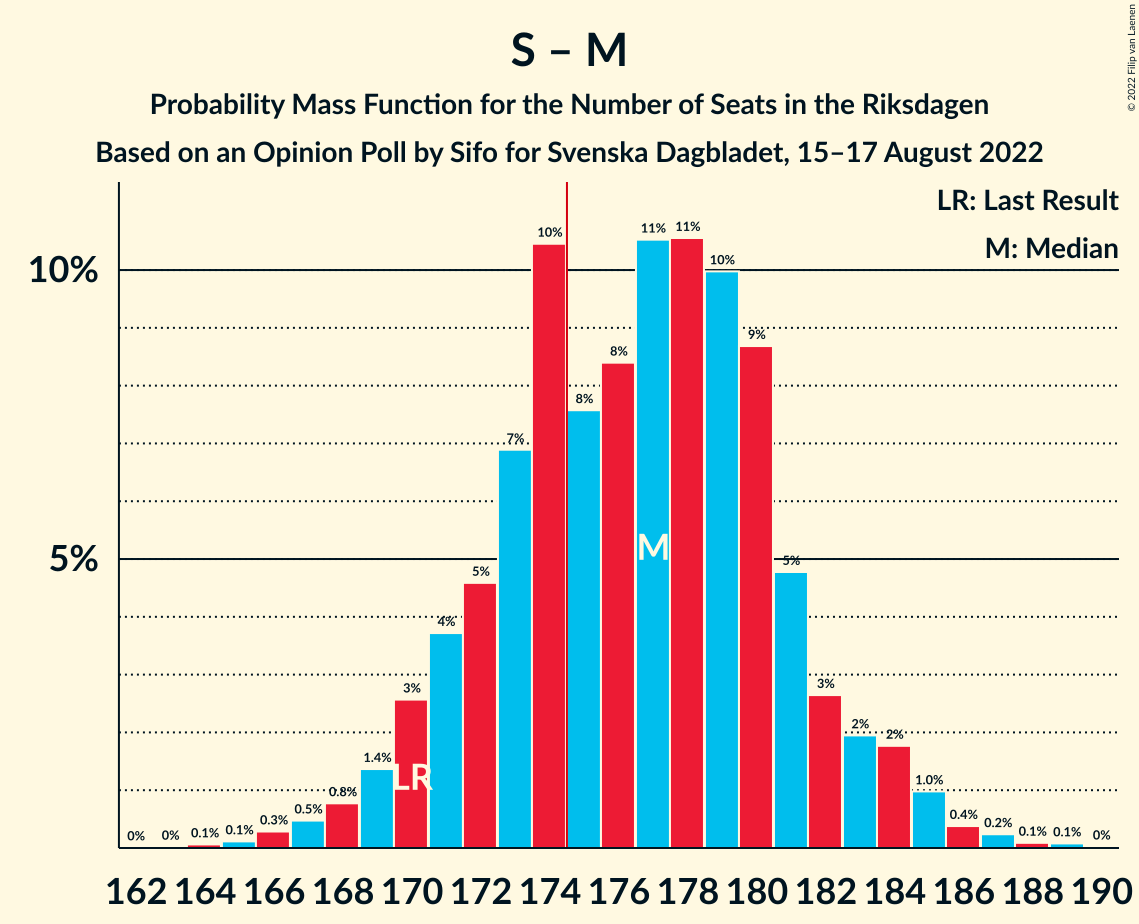 S – M
Probability Mass Function for the Number of Seats in the Riksdagen
Based on an Opinion Poll by Sifo for Svenska Dagbladet, 15–17 August 2022
© 2022 Filip van Laenen
LR: Last Result
M: Median
10%
5%
0% 0% 0.1% 0.1% 0.3% 0.5% 0.8% 1.4% 3% 4% 5% 7% 10% 8% 8% 11% 11% 10% 9% 5% 3% 2% 2% 1.0% 0.4% 0.2% 0.1% 0.1% 0%
M
LR
162 164 166 168 170 172 174 176 178 180 182 184 186 188 190